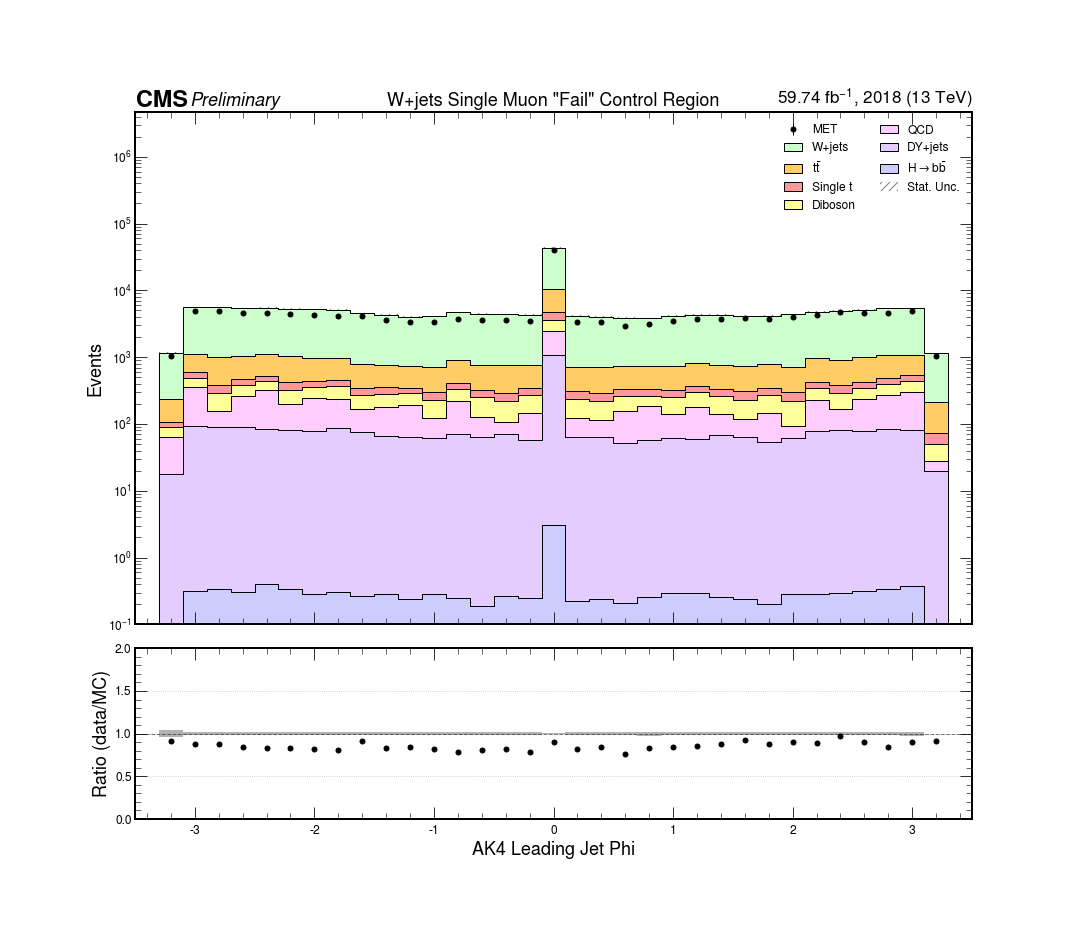 CMS Preliminary W+jets Single Muon "Fail" Control Region 59.74 fb⁻¹, 2018 (13 TeV)
MET QCD
W+jets DY+jets
tt̄ H→bb̄
Single t Stat. Unc.
Diboson
10⁶
10⁵
10⁴
10³
10²
10¹
10⁰
10⁻¹
Events
2.0
1.5
1.0
0.5
0.0
Ratio (data/MC)
-3 -2 -1 0 1 2 3
AK4 Leading Jet Phi